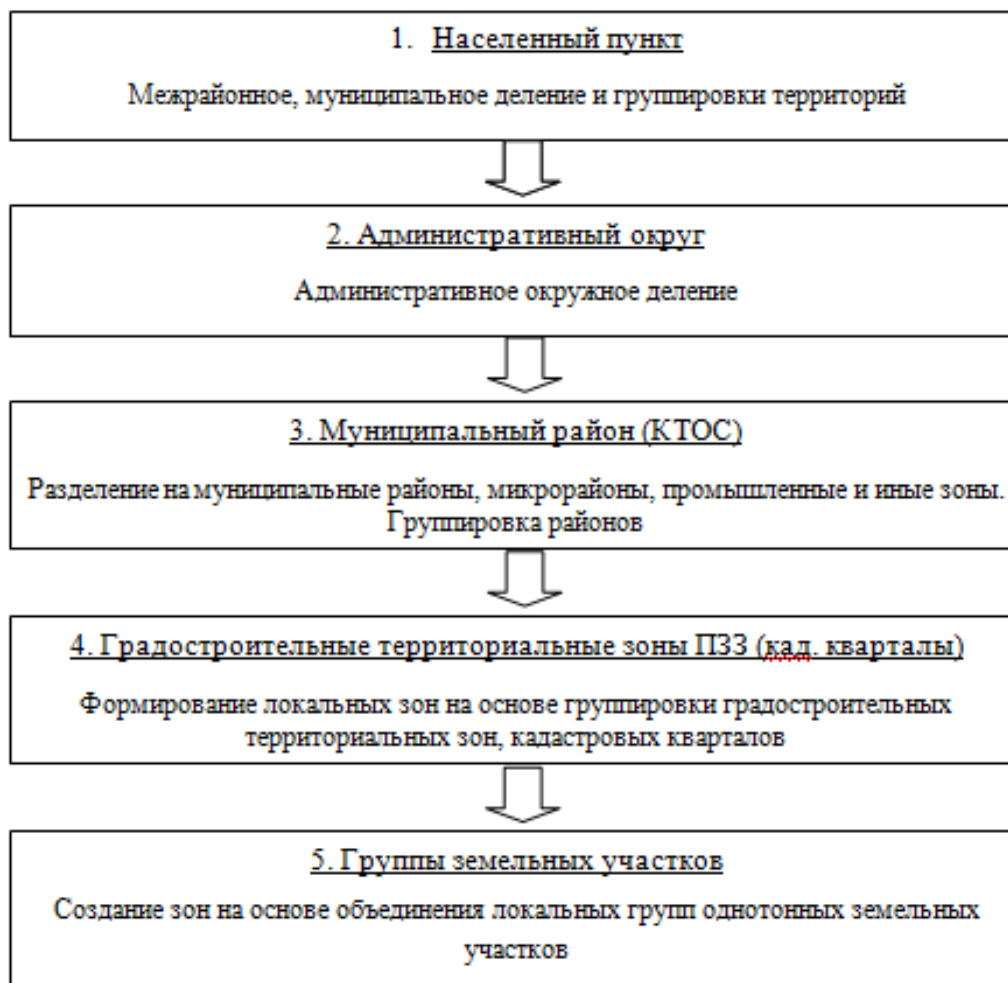 1. Населенный пункт
Межрайонное, муниципальное деление и группировки территорий
2. Административный округ
Административное окружное деление
3. Муниципальный район (КТОС)
Разделение на муниципальные районы, микрорайоны, промышленные и иные зоны.
Группировка районов
4. Градостроительные территориальные зоны ПЗЗ (кад. кварталы)
Формирование локальных зон на основе группировки градостроительных
территориальных зон, кадастровых кварталов
5. Группы земельных участков
Создание зон на основе объединения локальных групп однотонных земельных
участков